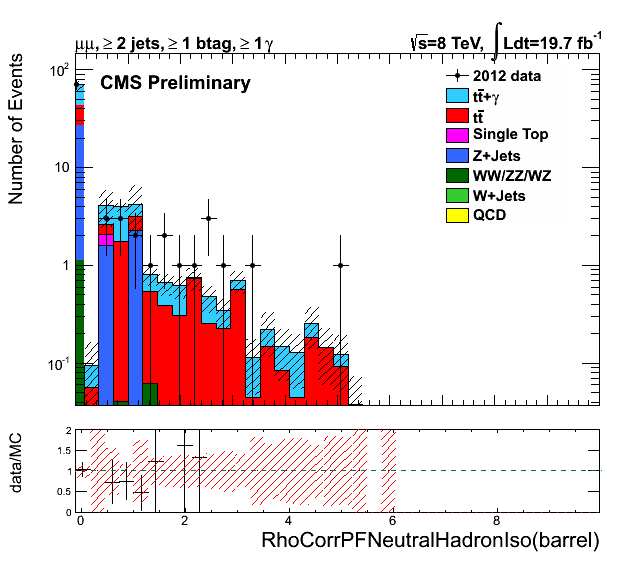 μμ, ≥ 2 jets, ≥ 1 btag, ≥ 1 γ
√s=8 TeV, ∫Ldt=19.7 fb⁻¹
CMS Preliminary
2012 data
tt̄+γ
tt̄
Single Top
Z+Jets
WW/ZZ/WZ
W+Jets
QCD
Number of Events
10²
10
1
10⁻¹
data/MC
2
1.5
1
0.5
0
0 2 4 6 8
RhoCorrPFNeutralHadronIso(barrel)